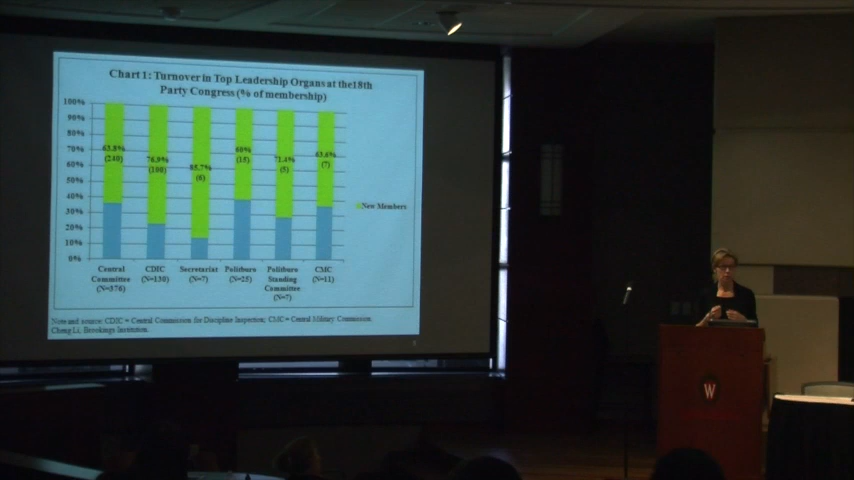 Chart 1: Turnover in Top Leadership Organs at the18th
Party Congress (% of membership)
100%
90%
80%
70%
60%
50%
40%
30%
20%
10%
0%
63.8%
(240)
76.9%
(100)
85.7%
(6)
60%
(15)
71.4%
(5)
63.6%
(7)
New Members
Central
Committee
(N=376)
CDIC
(N=130)
Secretariat
(N=7)
Politburo
(N=25)
Politburo
Standing
Committee
(N=7)
CMC
(N=11)
Note and source: CDIC = Central Commission for Discipline Inspection; CMC = Central Military Commission.
Cheng Li, Brookings Institution.
W